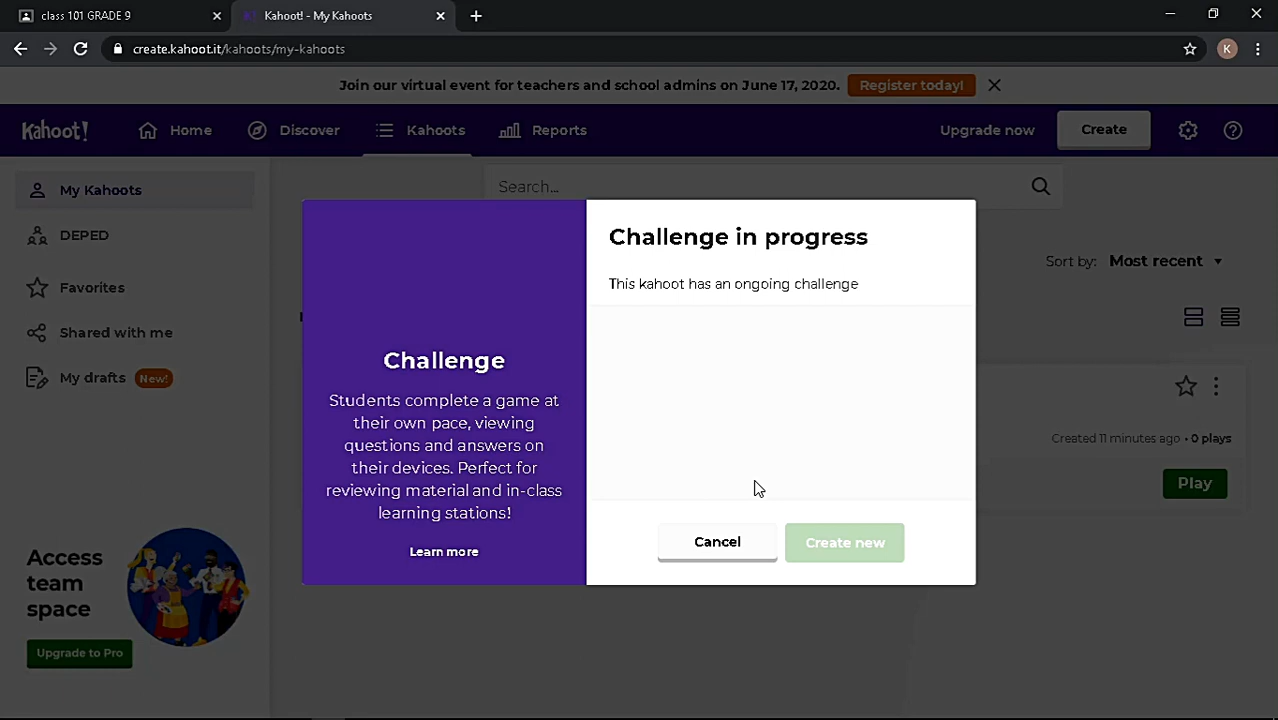 class 101 GRADE 9
Kahoot! - My Kahoots
create.kahoot.it/kahoots/my-kahoots
K
Join our virtual event for teachers and school admins on June 17, 2020.
Register today!
Kahoot!
Home
Discover
Kahoots
Reports
Upgrade now
Create
My Kahoots
DEPED
Favorites
Shared with me
My drafts
New!
Access
team
space
Upgrade to Pro
Search...
Sort by: Most recent
Challenge
Students complete a game at
their own pace, viewing
questions and answers on
their devices. Perfect for
reviewing material and in-class
learning stations!
Learn more
Challenge in progress
This kahoot has an ongoing challenge
Cancel
Create new
Created 11 minutes ago • 0 plays
Play